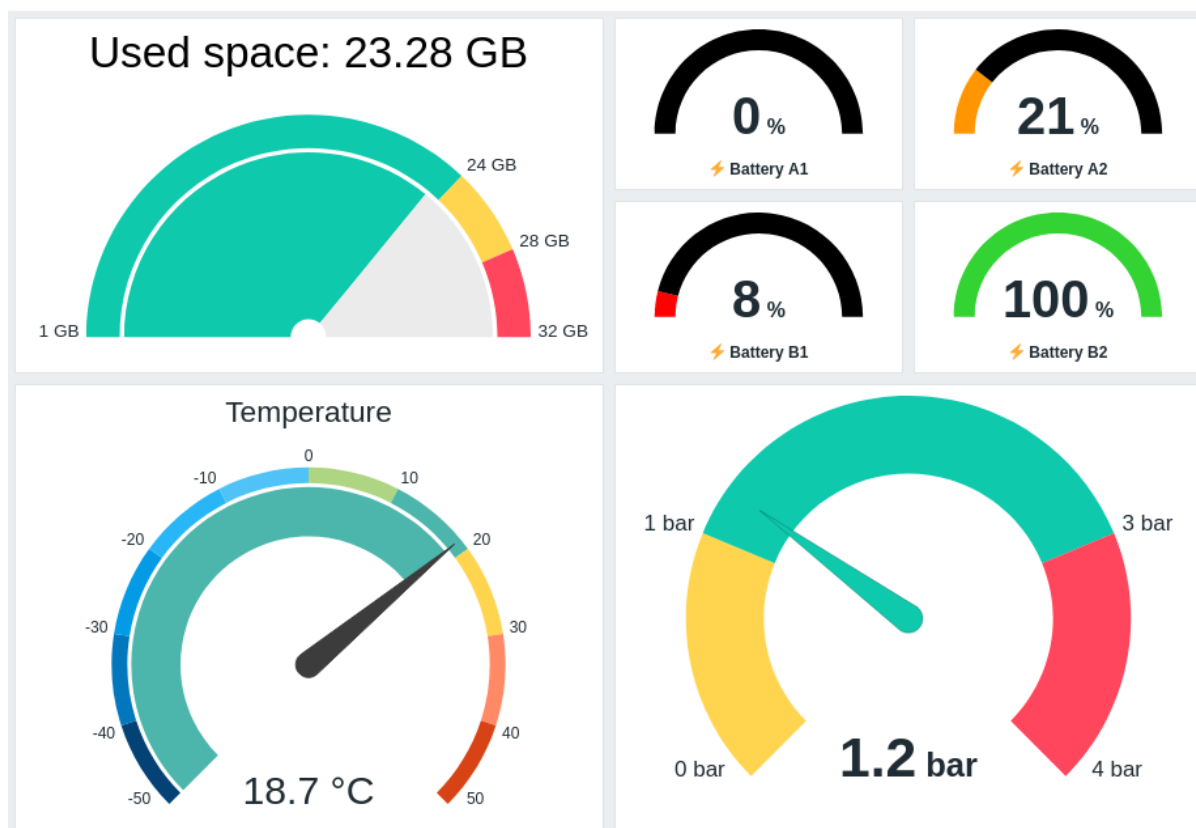 Used space: 23.28 GB
24 GB
28 GB
1 GB
32 GB
0 %
⚡ Battery A1
21 %
⚡ Battery A2
8 %
⚡ Battery B1
100 %
⚡ Battery B2
Temperature
0
-10
10
-20
20
-30
30
-40
40
-50
50
18.7 °C
1 bar
3 bar
0 bar
4 bar
1.2 bar